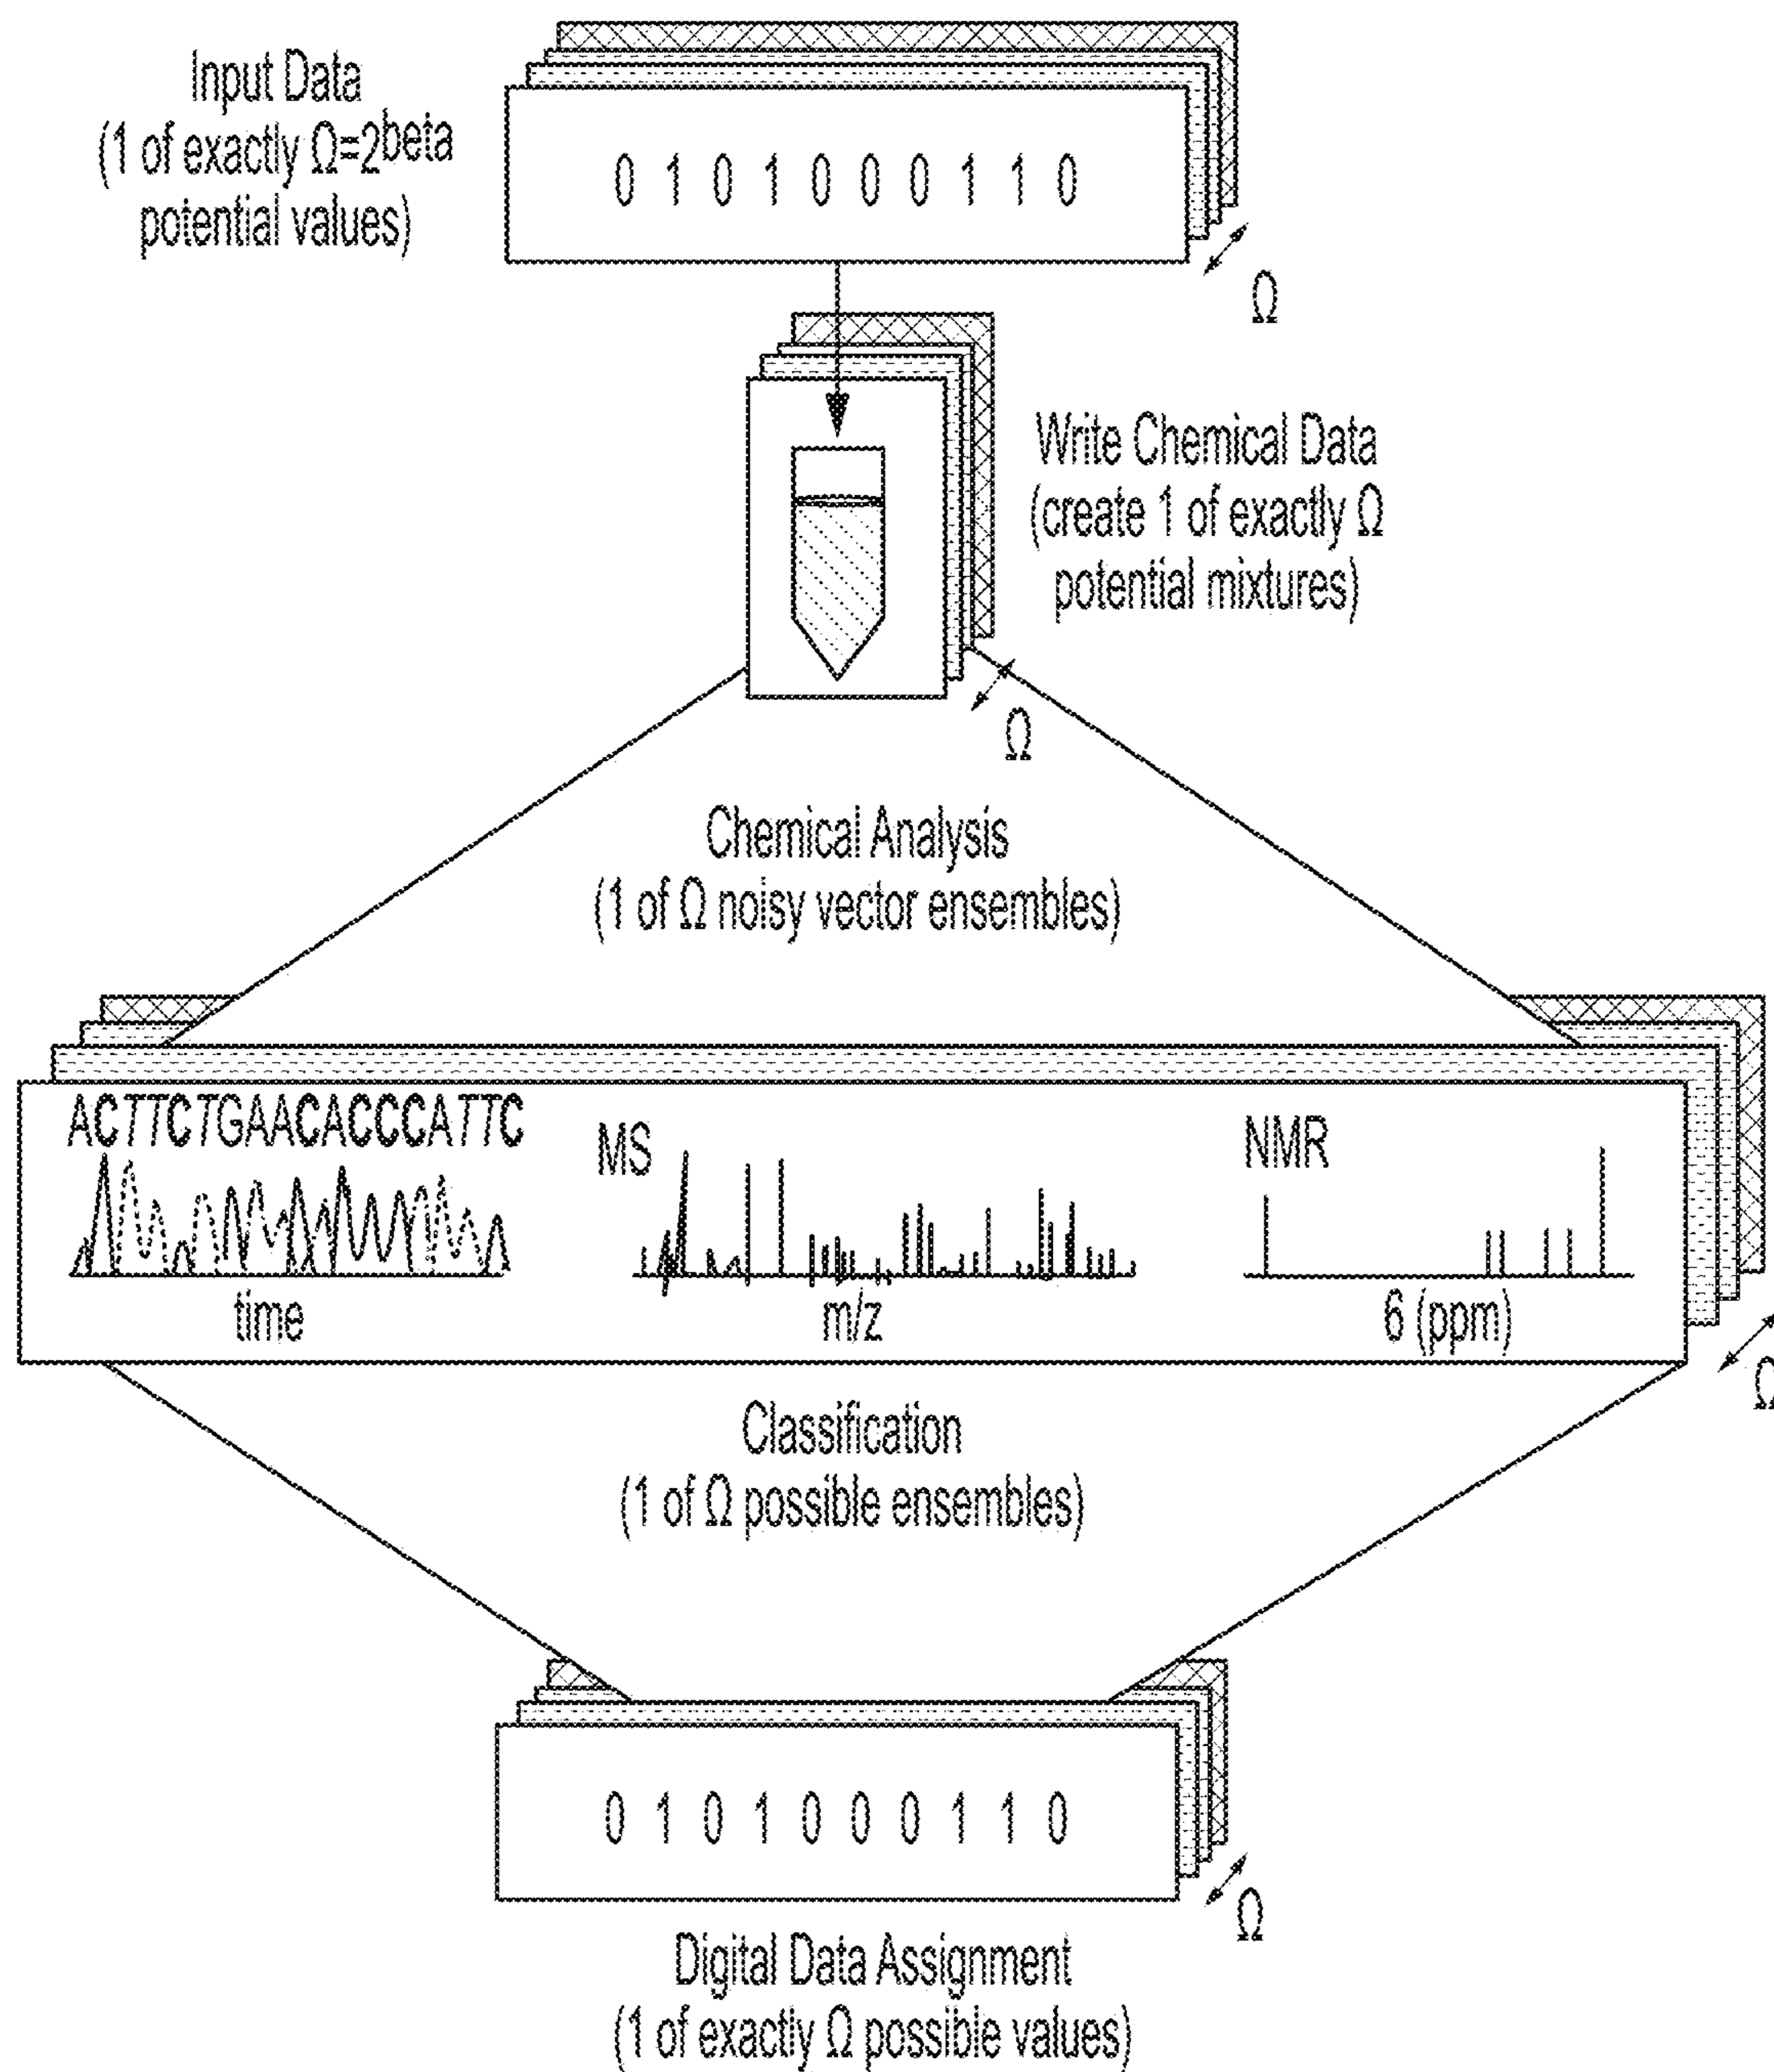 Input Data
(1 of exactly Ω=2beta
potential values)
0 1 0 1 0 0 0 1 1 0
Ω
Write Chemical Data
(create 1 of exactly Ω
potential mixtures)
Ω
Chemical Analysis
(1 of Ω noisy vector ensembles)
ACTTCTGAACACCCATTC
MS
NMR
time
m/z
6 (ppm)
Ω
Classification
(1 of Ω possible ensembles)
0 1 0 1 0 0 0 1 1 0
Ω
Digital Data Assignment
(1 of exactly Ω possible values)